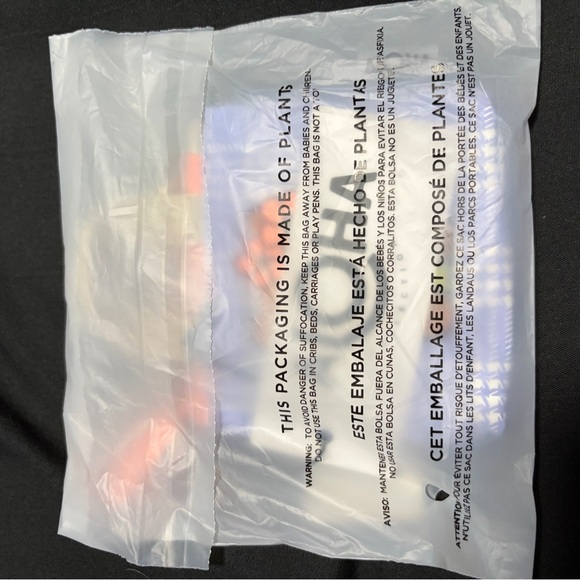 THIS PACKAGING IS MADE OF PLANTS
WARNING: TO AVOID DANGER OF SUFFOCATION, KEEP THIS BAG AWAY FROM BABIES AND CHILDREN.
DO NOT USE THIS BAG IN CRIBS, BEDS, CARRIAGES OR PLAY PENS. THIS BAG IS NOT A TOY
ESTE EMBALAJE ESTÁ HECHO DE PLANTAS
AVISO: MANTENER ESTA BOLSA FUERA DEL ALCANCE DE LOS BEBÉS Y LOS NIÑOS PARA EVITAR EL RIEGO ASFIXIA.
NO USAR ESTA BOLSA EN CUNAS, COCHECITOS O CORRALITOS. ESTA BOLSA NO ES UN JUGUETE.
CET EMBALLAGE EST COMPOSÉ DE PLANTES
ATTENTION: POUR ÉVITER TOUT RISQUE D'ÉTOUFFEMENT, GARDEZ CE SAC HORS DE LA PORTÉE DES BÉBÉS ET DES ENFANTS.
N'UTILISEZ PAS CE SAC DANS LES LITS D'ENFANT, LES LANDAUS OU LOS PARCS PORTABLES. CE SAC N'EST PAS UN JOUET.